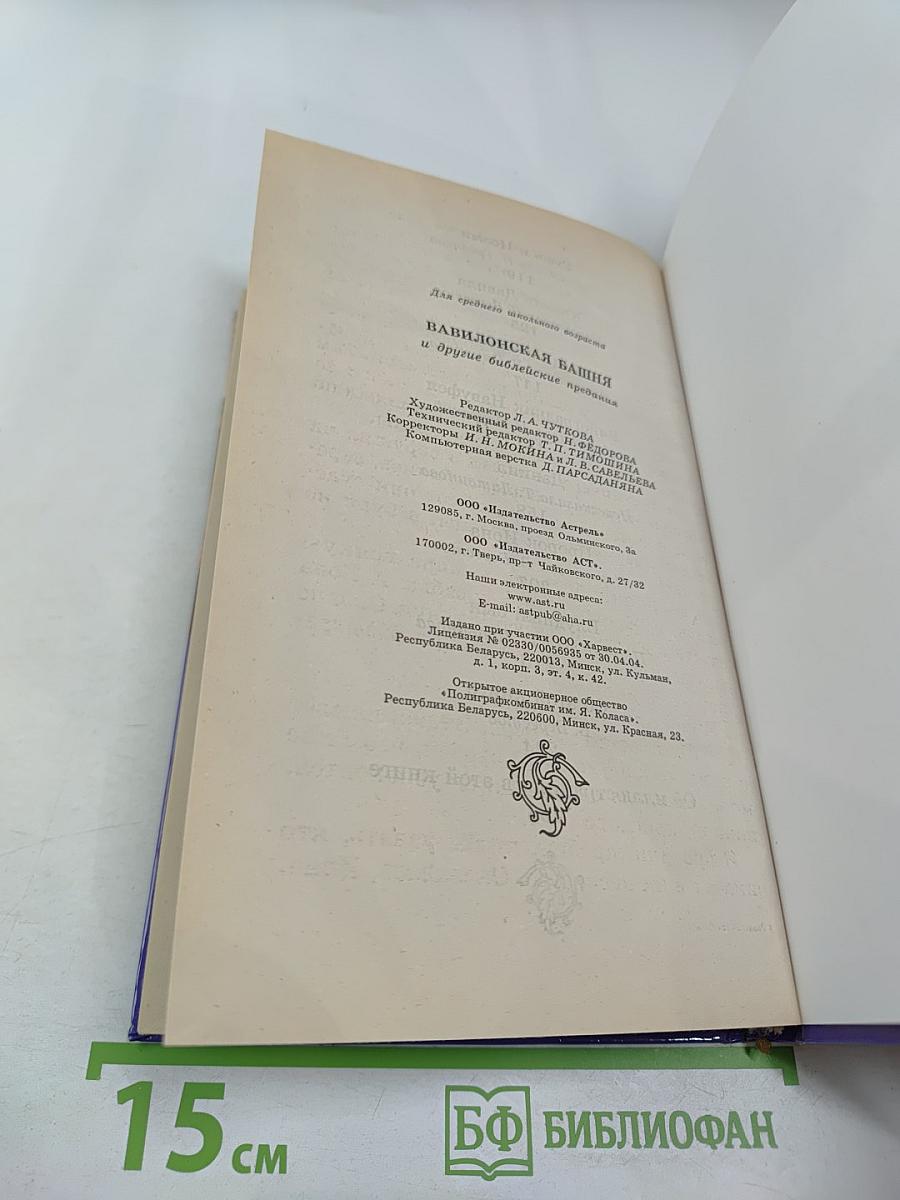 Для среднего школьного возраста
ВАВИЛОНСКАЯ БАШНЯ
и другие библейские предания
Редактор Л. А. ЧУТКОВА
Художественный редактор Н. ФЁДОРОВА
Технический редактор Т. П. ТИМОШИНА
Корректоры И. Н. МОКИНА и Л. В. САВЕЛЬЕВА
Компьютерная верстка Д. ПАРСАДАНЯНА
ООО «Издательство Астрель»
129085, г. Москва, проезд Ольминского, 3а
ООО «Издательство АСТ».
170002, г. Тверь, пр-т Чайковского, д. 27/32
Наши электронные адреса:
www.ast.ru
E-mail: astpub@aha.ru
Издано при участии ООО «Харвест».
Лицензия № 02330/0056935 от 30.04.04.
Республика Беларусь, 220013, Минск, ул. Кульман,
д. 1, корп. 3, эт. 4, к. 42.
Открытое акционерное общество
«Полиграфкомбинат им. Я. Коласа».
Республика Беларусь, 220600, Минск, ул. Красная, 23.
15 см
БФ БИБЛИОФАН